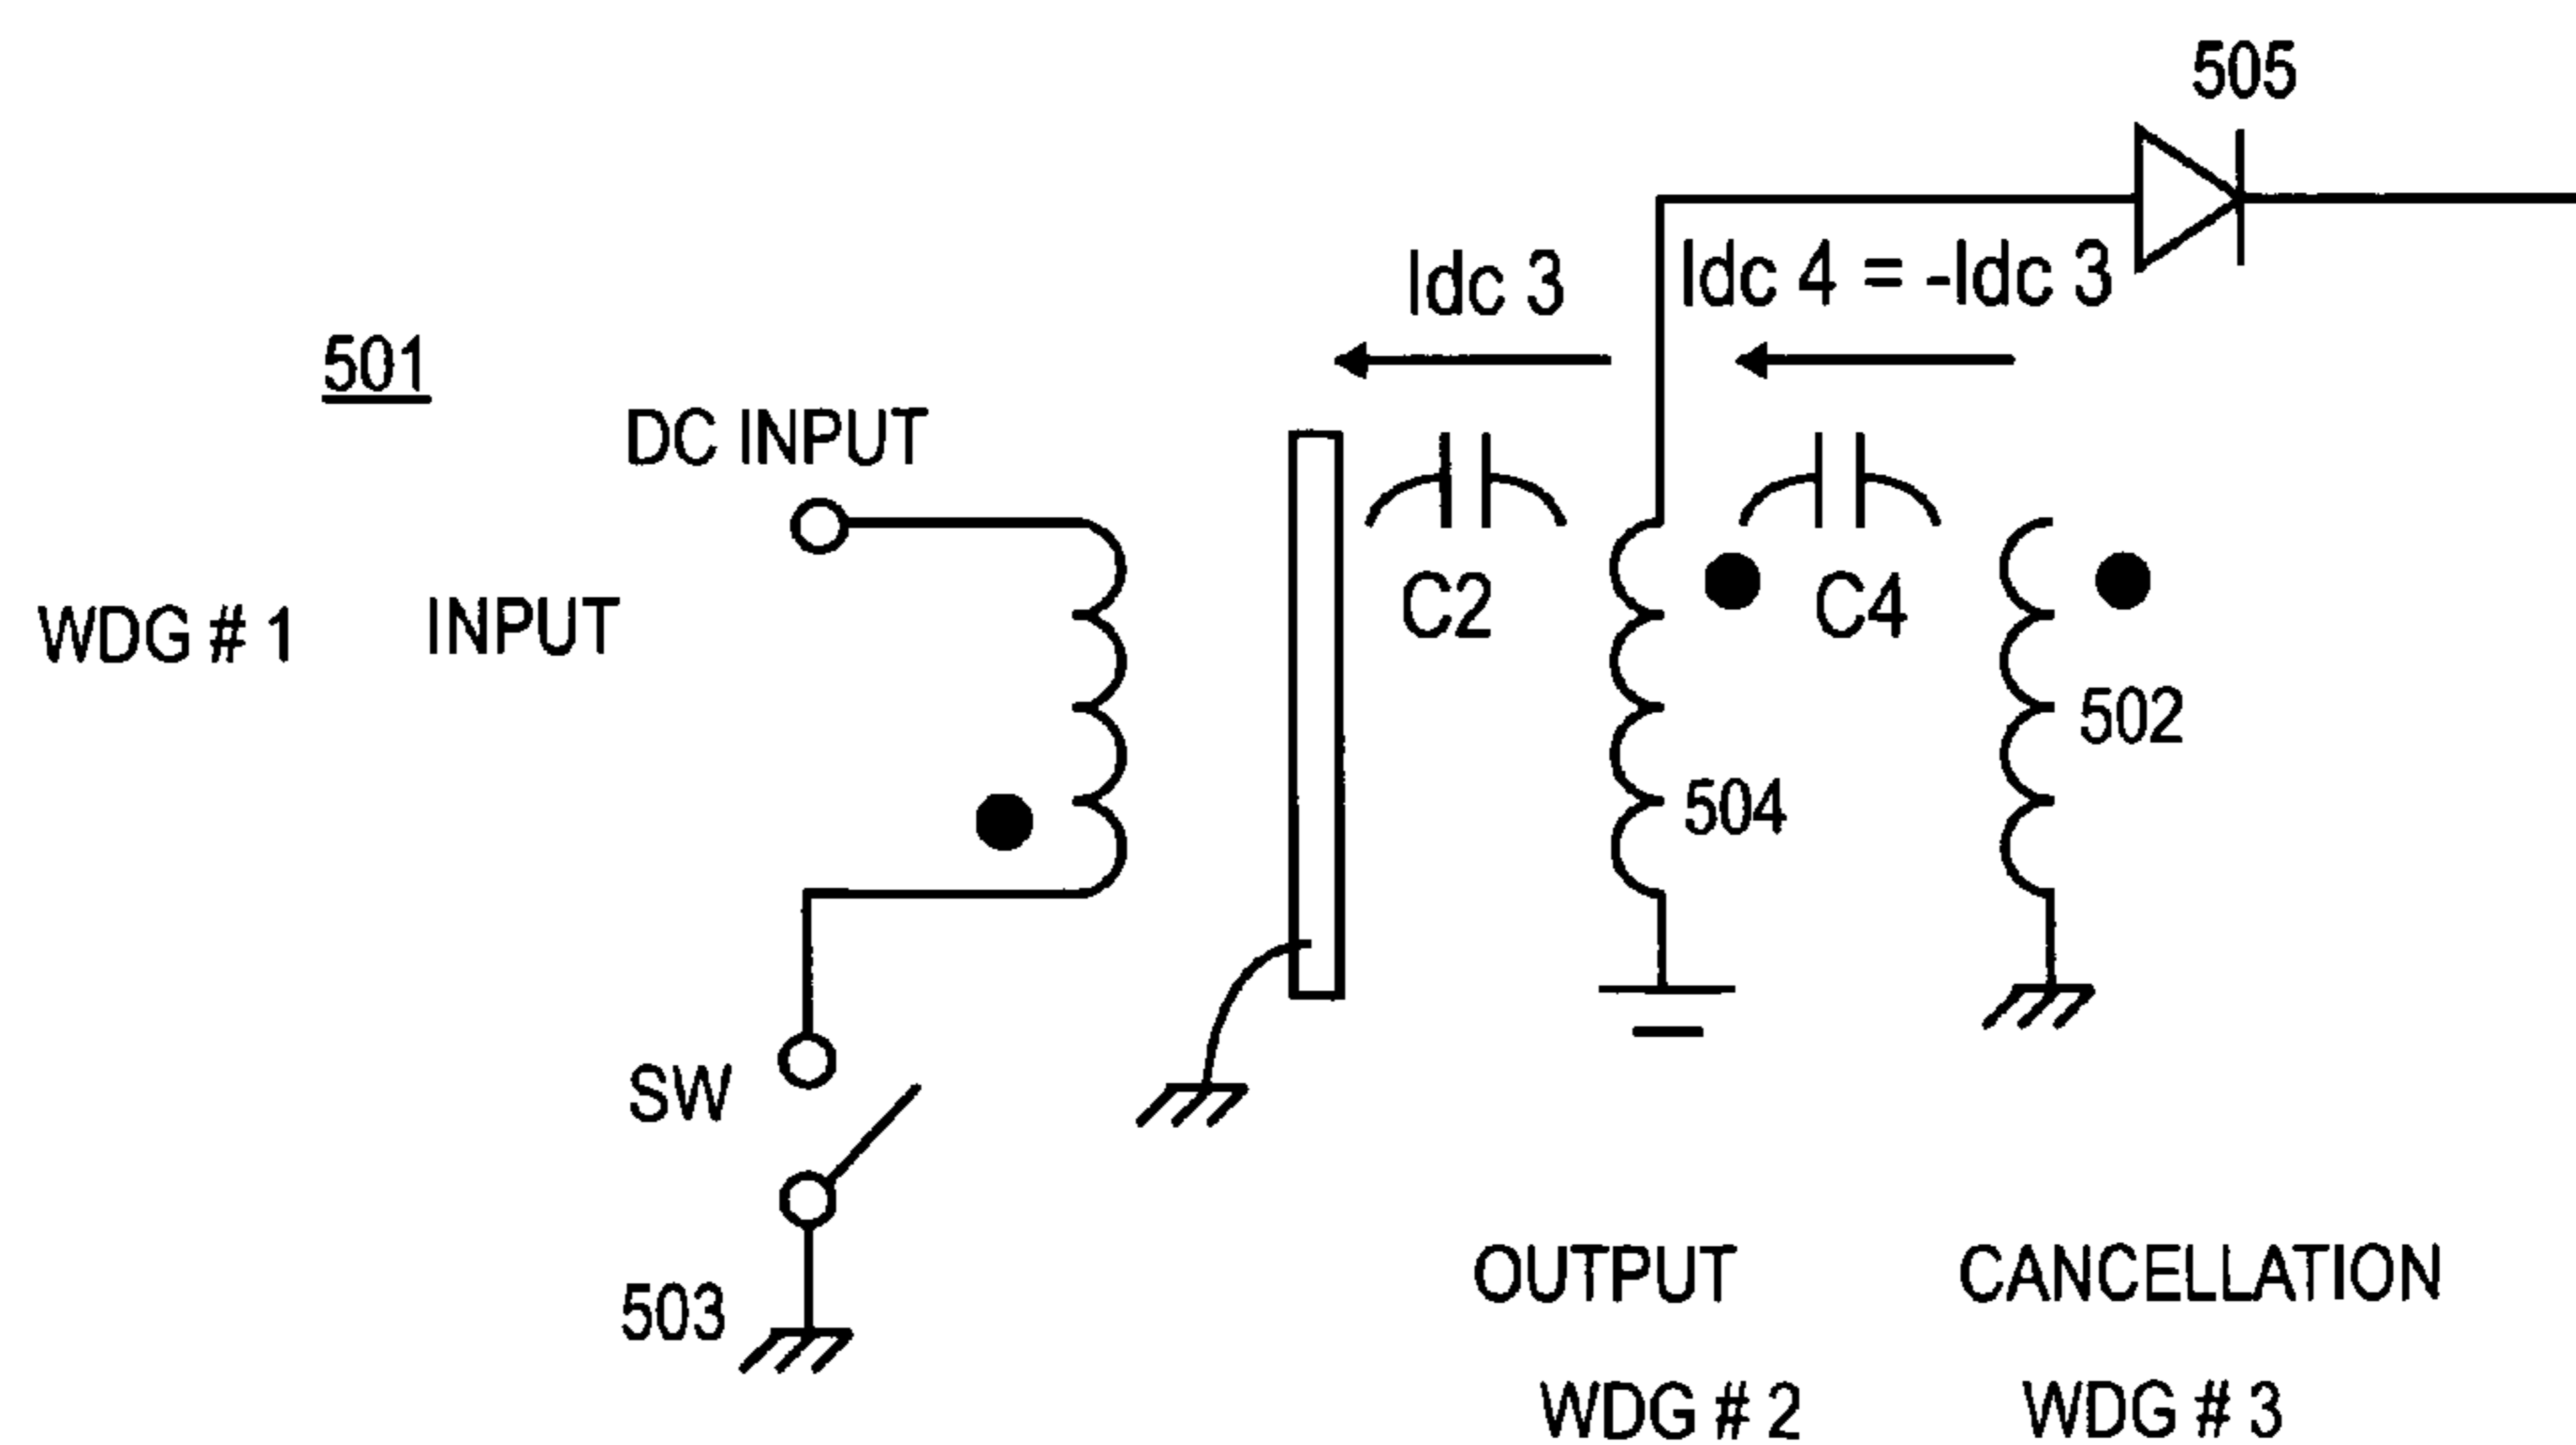 505
Idc 3
Idc 4 = -Idc 3
501
DC INPUT
WDG # 1
INPUT
C2
C4
502
504
SW
503
OUTPUT
WDG # 2
CANCELLATION
WDG # 3